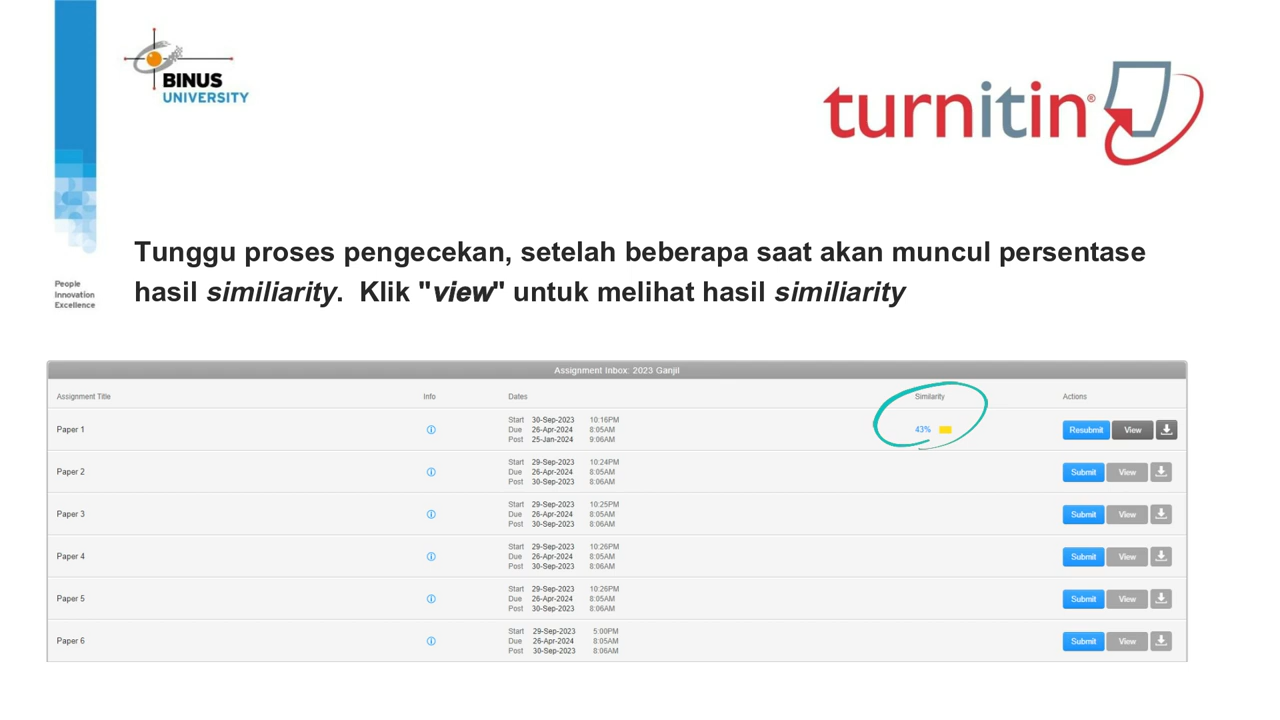 BINUS
UNIVERSITY
turnitin®
Tunggu proses pengecekan, setelah beberapa saat akan muncul persentase
hasil similiarity. Klik "view" untuk melihat hasil similiarity
People
Innovation
Excellence
Assignment Inbox: 2023 Ganjil
Assignment Title Info Dates Similarity Actions
Start 30-Sep-2023 10:16PM
Paper 1 Due 26-Apr-2024 8:05AM 43% Resubmit View
Post 25-Jan-2024 9:06AM
Start 29-Sep-2023 10:24PM
Paper 2 Due 26-Apr-2024 8:05AM Submit View
Post 30-Sep-2023 8:06AM
Start 29-Sep-2023 10:25PM
Paper 3 Due 26-Apr-2024 8:05AM Submit View
Post 30-Sep-2023 8:06AM
Start 29-Sep-2023 10:26PM
Paper 4 Due 26-Apr-2024 8:05AM Submit View
Post 30-Sep-2023 8:06AM
Start 29-Sep-2023 10:26PM
Paper 5 Due 26-Apr-2024 8:05AM Submit View
Post 30-Sep-2023 8:06AM
Start 29-Sep-2023 5:00PM
Paper 6 Due 26-Apr-2024 8:05AM Submit View
Post 30-Sep-2023 8:06AM